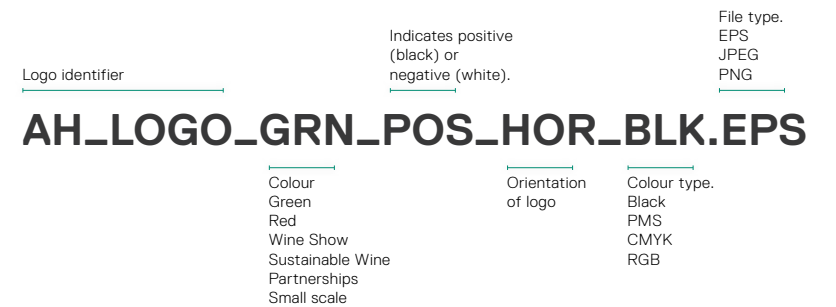 File type.
EPS
JPEG
PNG
Indicates positive
(black) or
negative (white).
Logo identifier
AH_LOGO_GRN_POS_HOR_BLK.EPS
Colour
Green
Red
Wine Show
Sustainable Wine
Partnerships
Small scale
Orientation
of logo
Colour type.
Black
PMS
CMYK
RGB